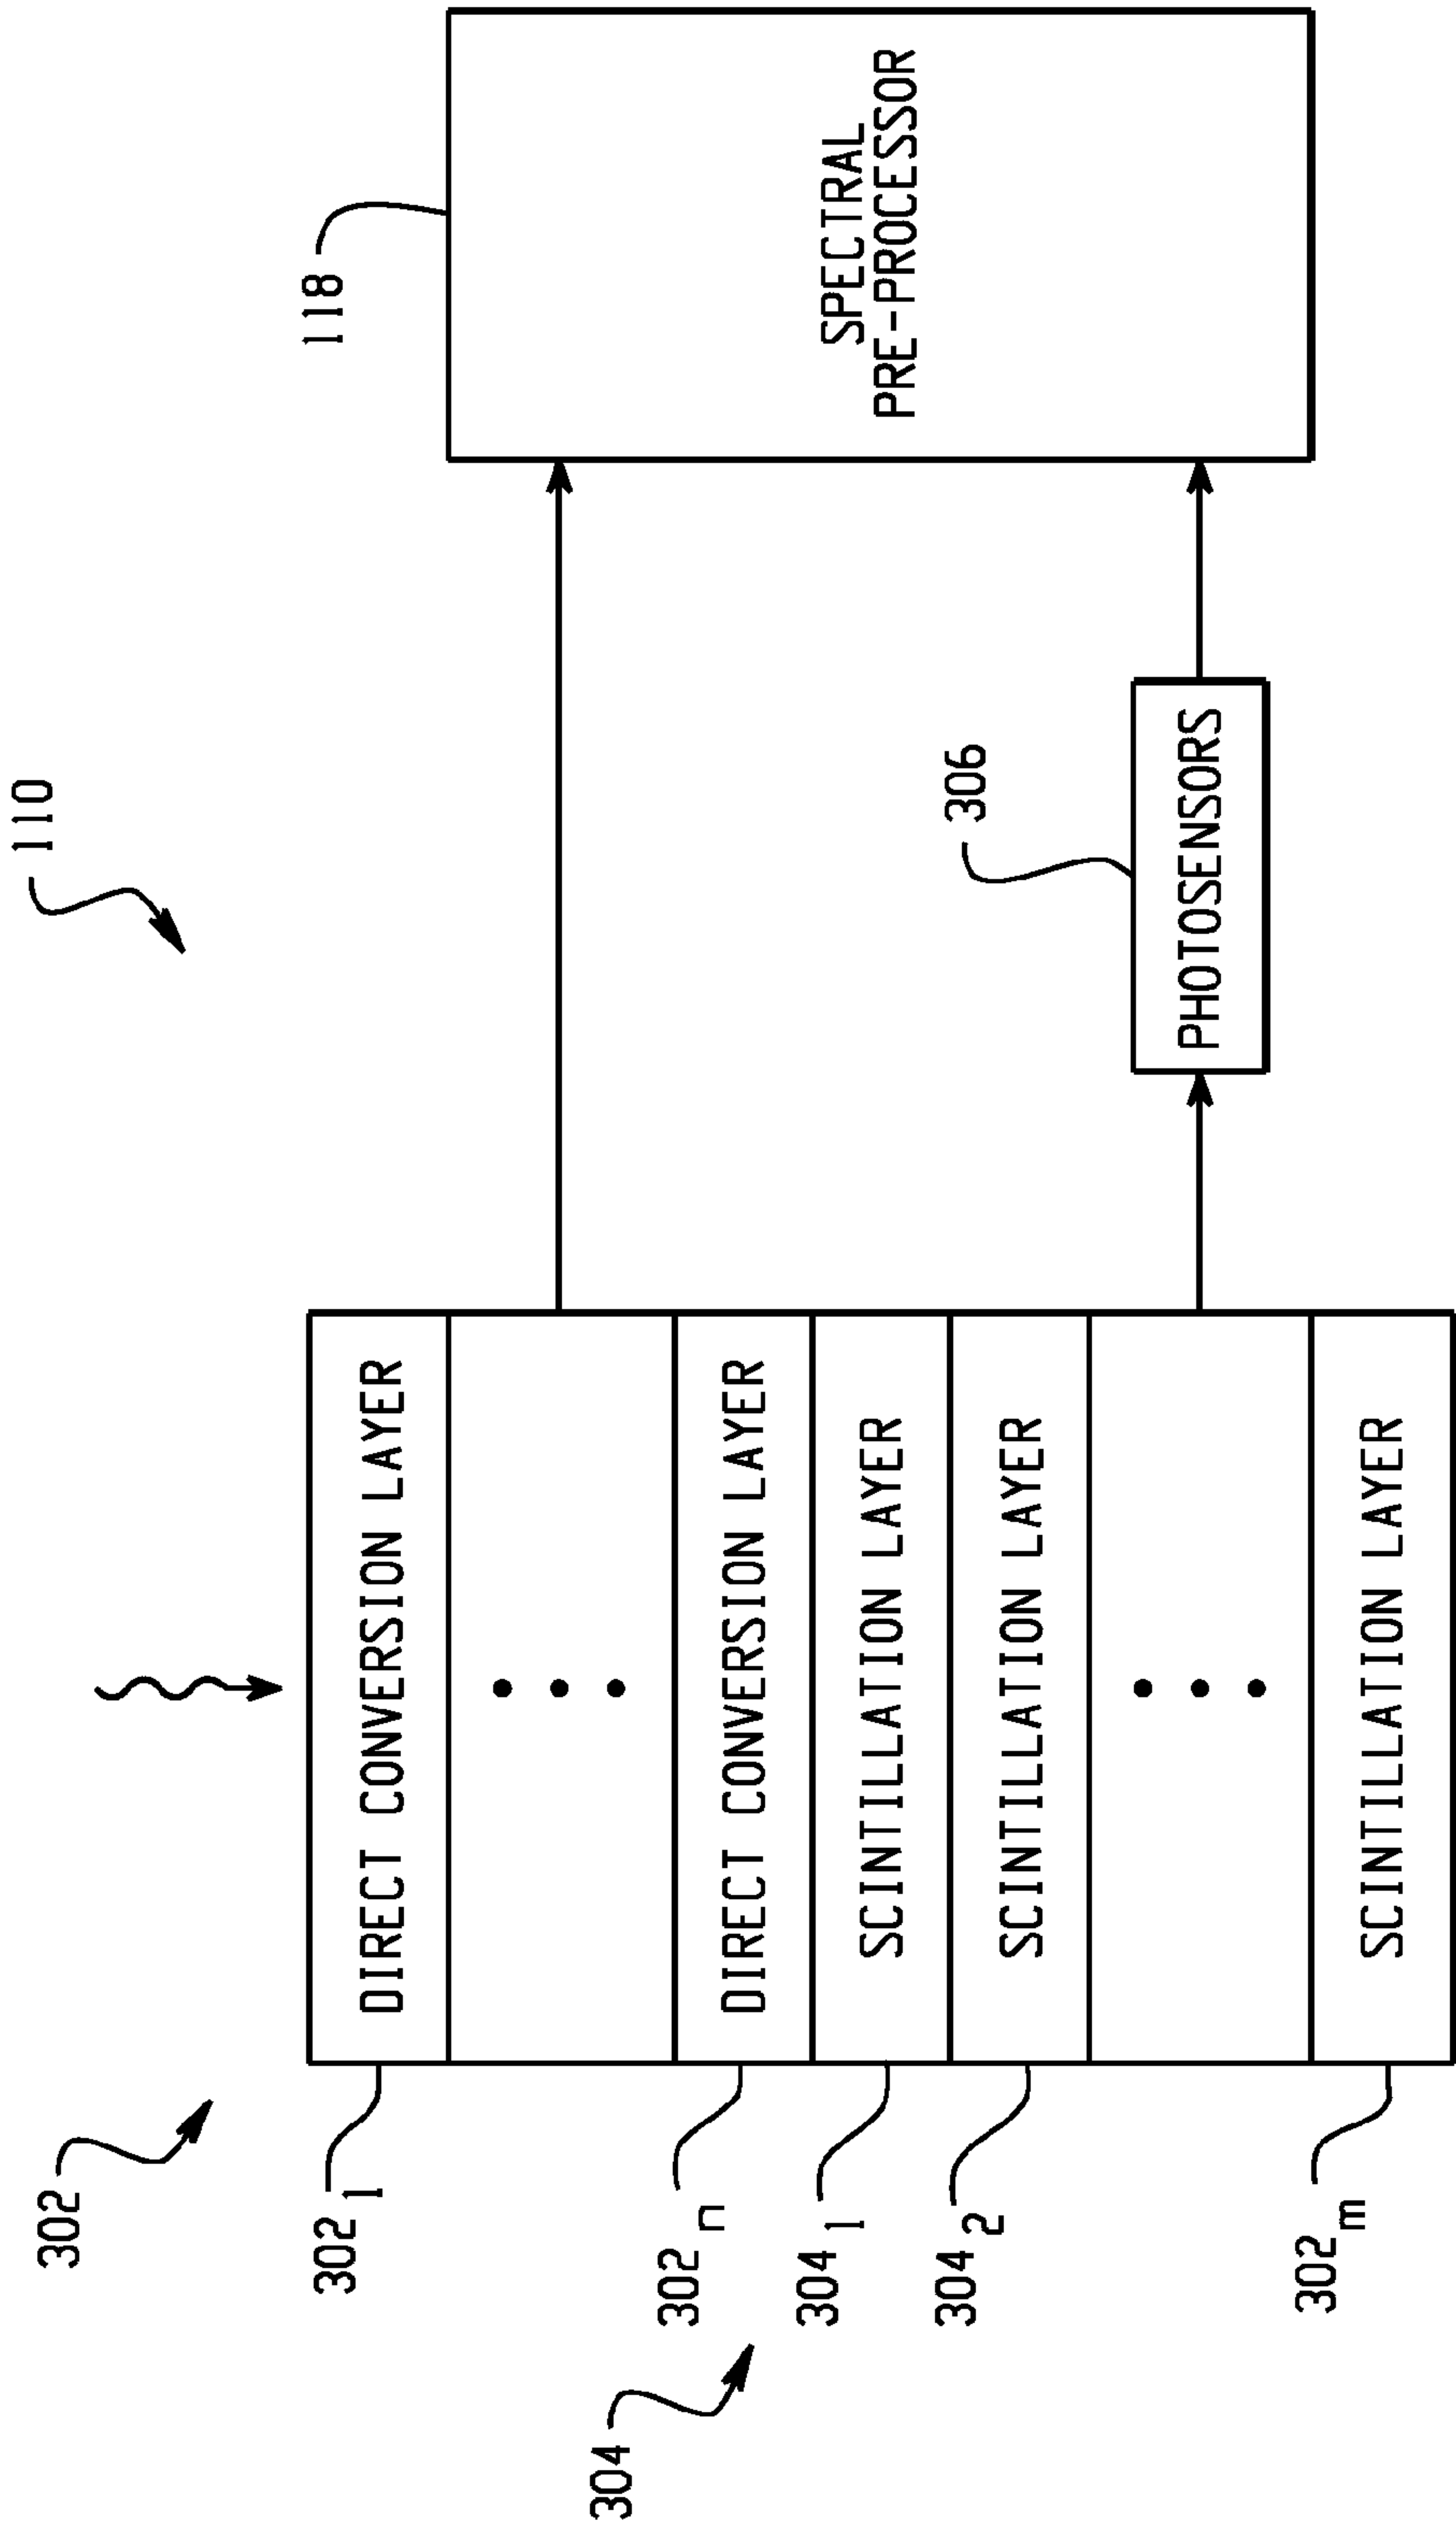 110
302
302 1
DIRECT CONVERSION LAYER
118
SPECTRAL
PRE-PROCESSOR
304
302 n
DIRECT CONVERSION LAYER
304 1
SCINTILLATION LAYER
304 2
SCINTILLATION LAYER
306
PHOTOSENSORS
302 m
SCINTILLATION LAYER